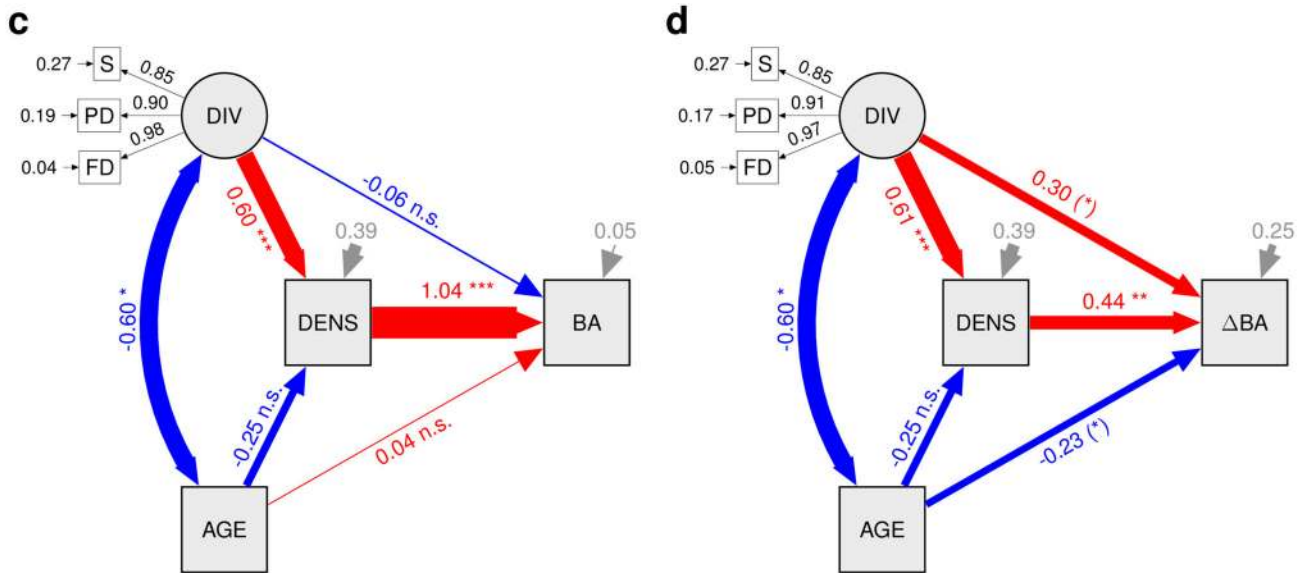 c
0.27
S
0.85
0.19
PD
0.90
DIV
0.04
FD
0.98
-0.06 n.s.
0.60 ***
0.39
0.05
-0.60 *
DENS
1.04 ***
BA
-0.25 n.s.
0.04 n.s.
AGE
d
0.27
S
0.85
0.17
PD
0.91
DIV
0.05
FD
0.97
0.30 (*)
0.61 ***
0.39
0.25
-0.60 *
DENS
0.44 **
ΔBA
-0.25 n.s.
-0.23 (*)
AGE